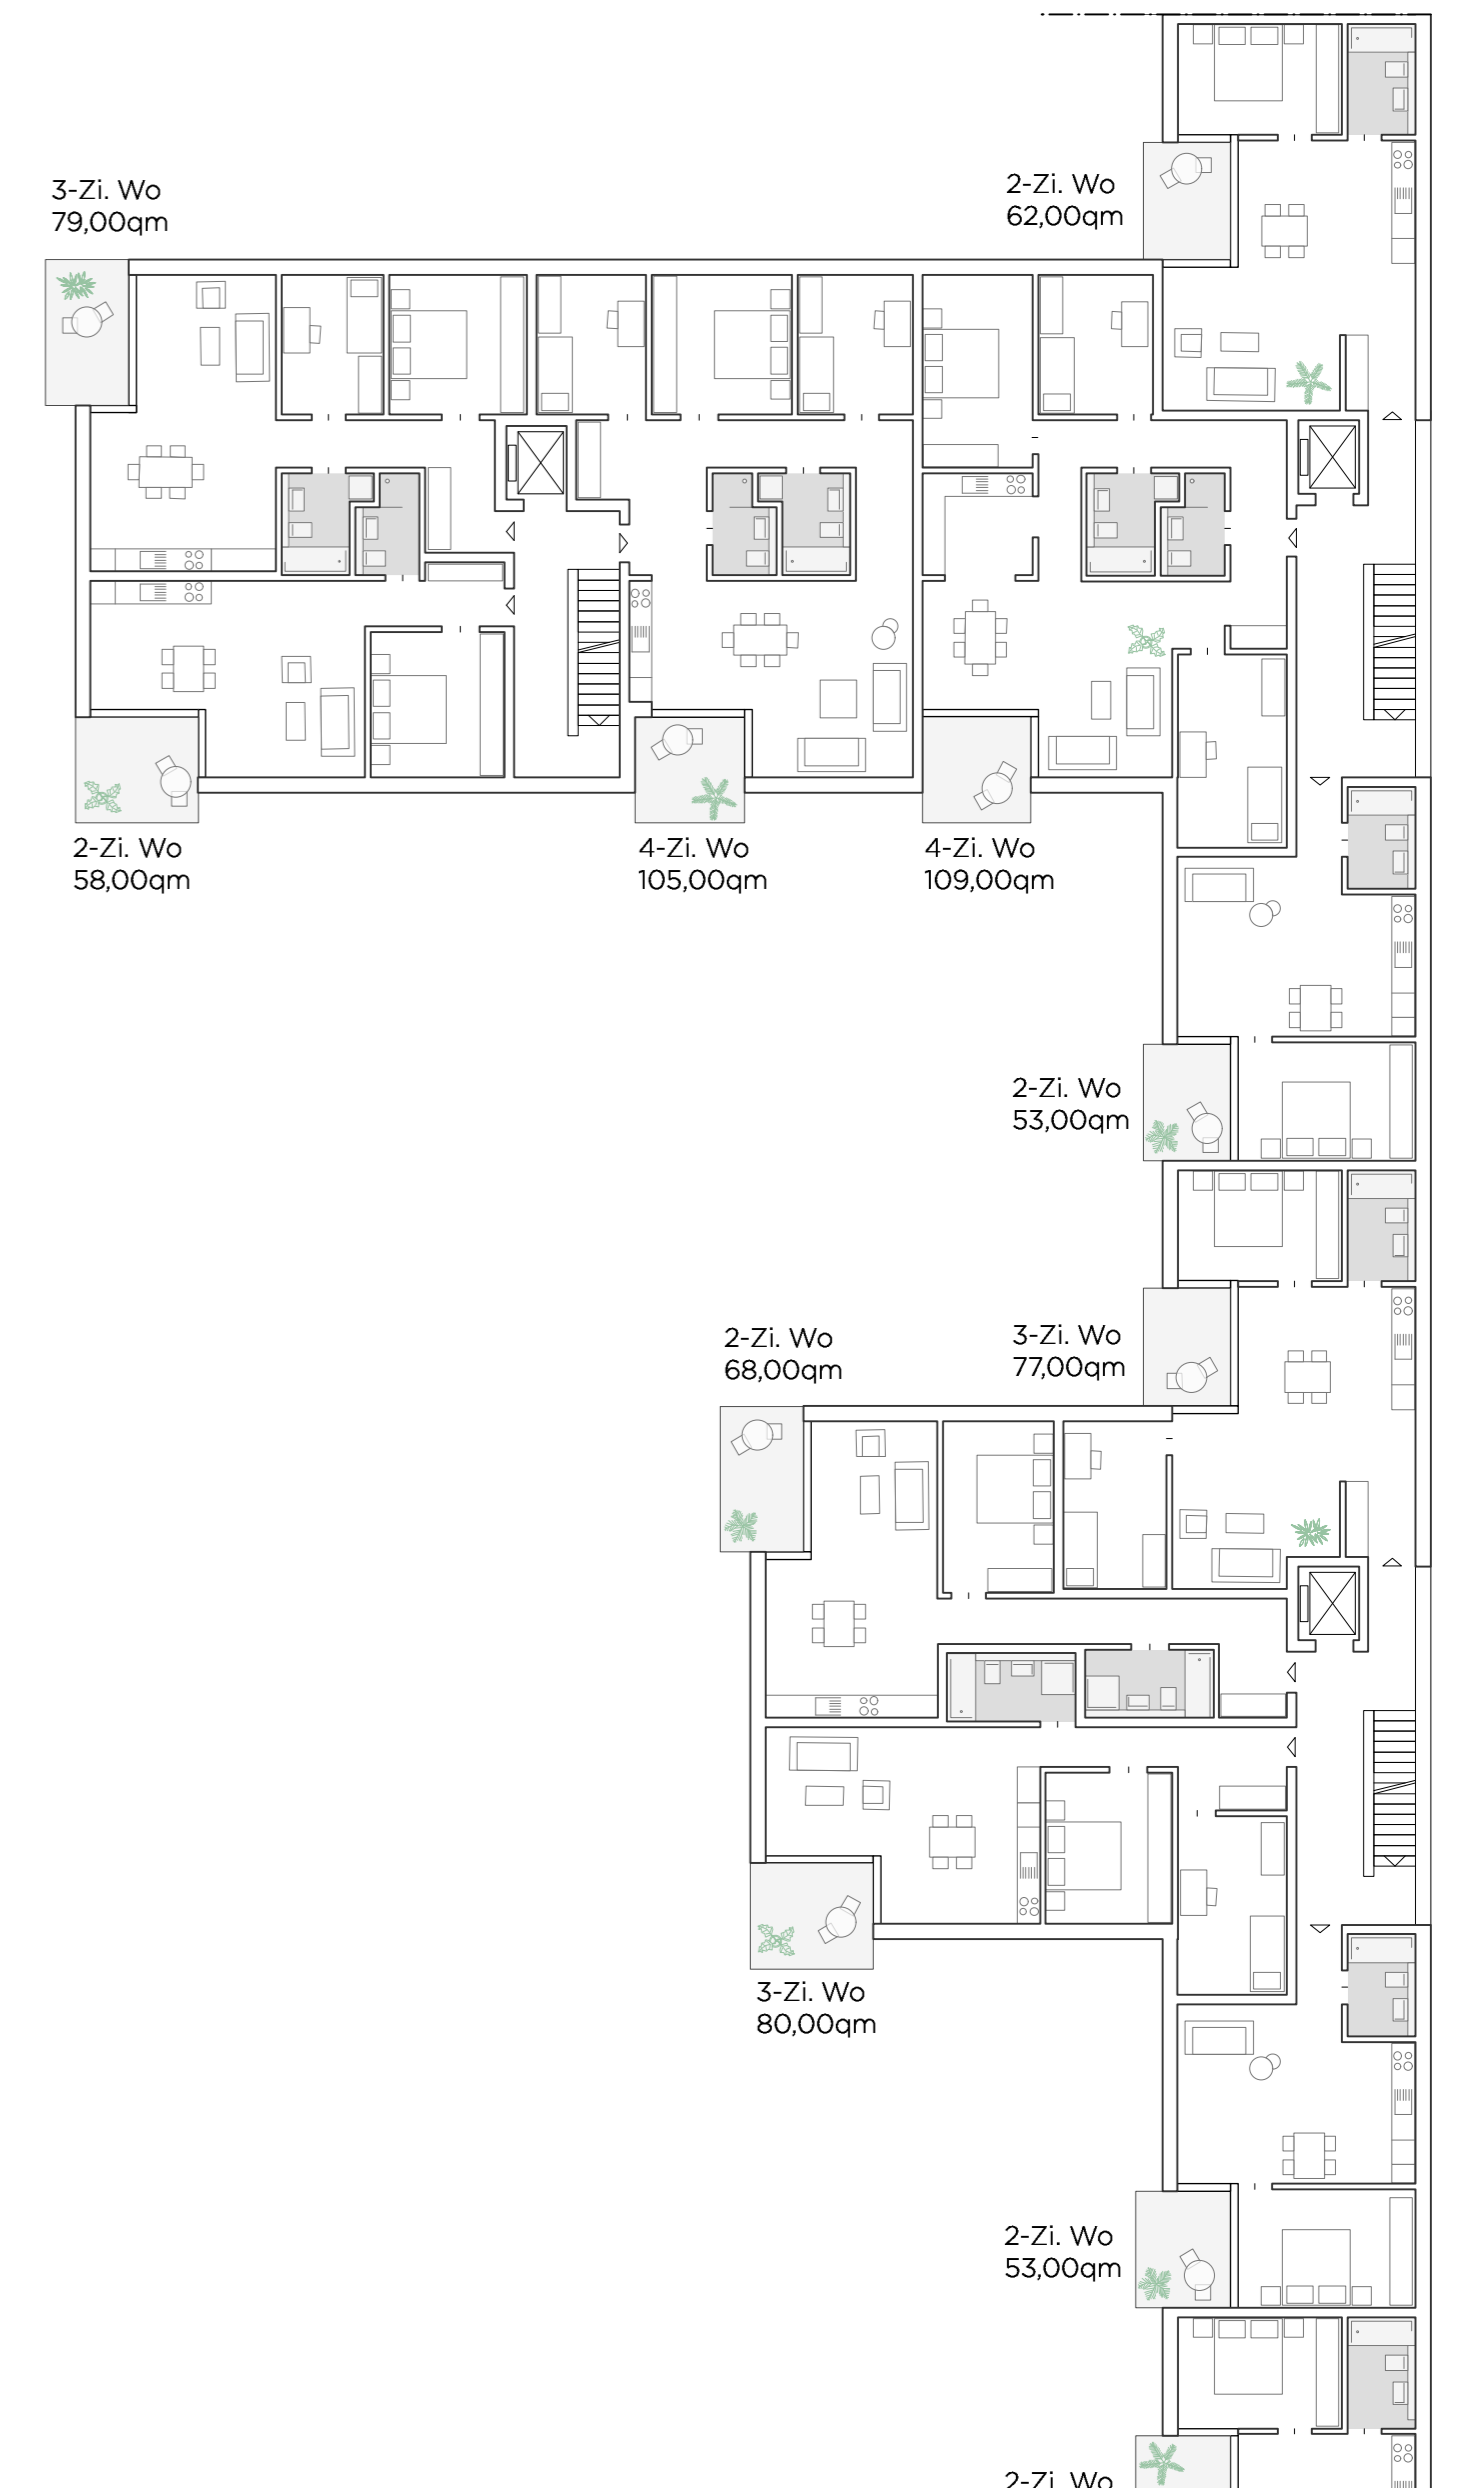 2-Zi. Wo
62,00qm
3-Zi. Wo
79,00qm
2-Zi. Wo
58,00qm
4-Zi. Wo
105,00qm
4-Zi. Wo
109,00qm
2-Zi. Wo
53,00qm
2-Zi. Wo
68,00qm
3-Zi. Wo
77,00qm
3-Zi. Wo
80,00qm
2-Zi. Wo
53,00qm
2-Zi. Wo